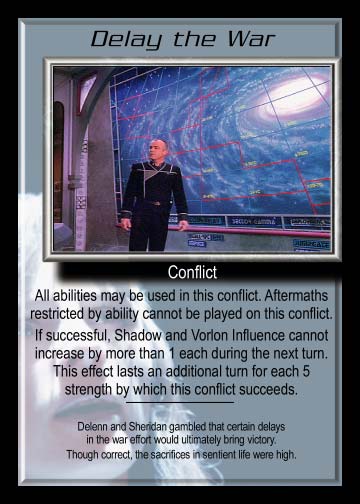 Delay the War
SECTOR GAMMA
Conflict
All abilities may be used in this conflict. Aftermaths
restricted by ability cannot be played on this conflict.
If successful, Shadow and Vorlon Influence cannot
increase by more than 1 each during the next turn.
This effect lasts an additional turn for each 5
strength by which this conflict succeeds.
Delenn and Sheridan gambled that certain delays
in the war effort would ultimately bring victory.
Though correct, the sacrifices in sentient life were high.